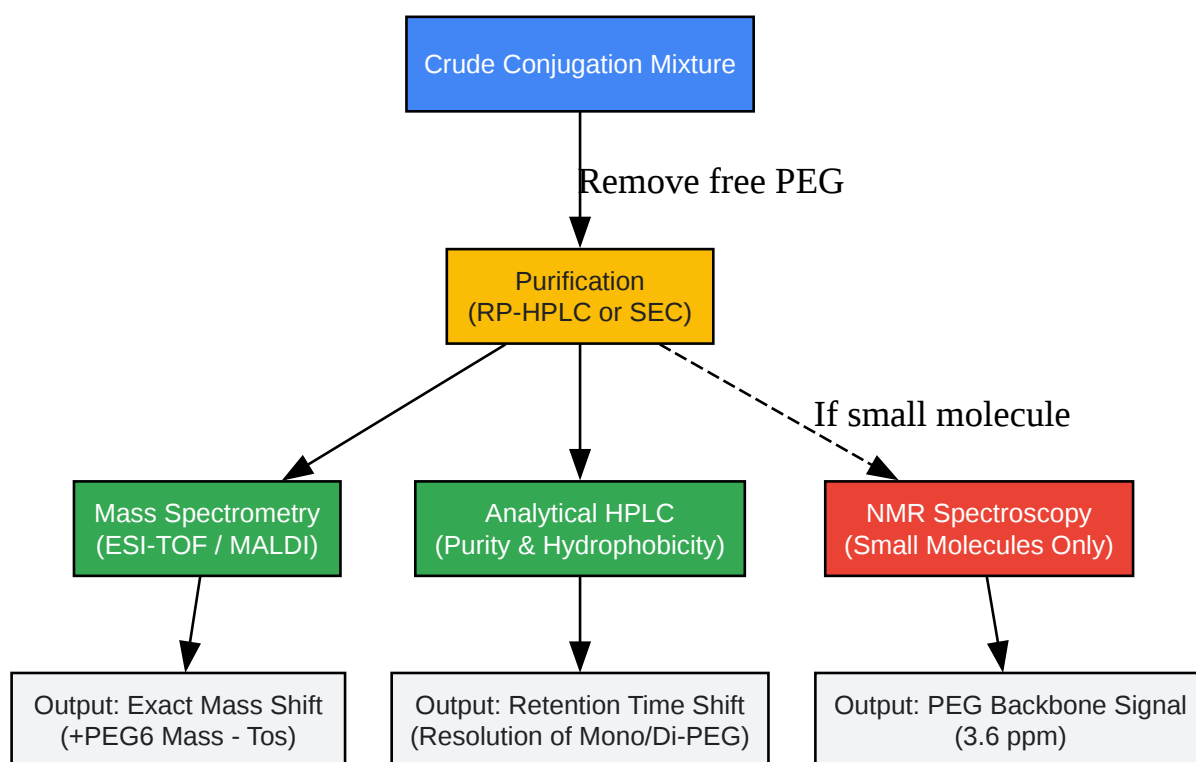 Crude Conjugation Mixture
Remove free PEG
Purification
(RP-HPLC or SEC)
If small molecule
Mass Spectrometry
(ESI-TOF / MALDI)
Analytical HPLC
(Purity & Hydrophobicity)
NMR Spectroscopy
(Small Molecules Only)
Output: Exact Mass Shift
(+PEG6 Mass - Tos)
Output: Retention Time Shift
(Resolution of Mono/Di-PEG)
Output: PEG Backbone Signal
(3.6 ppm)